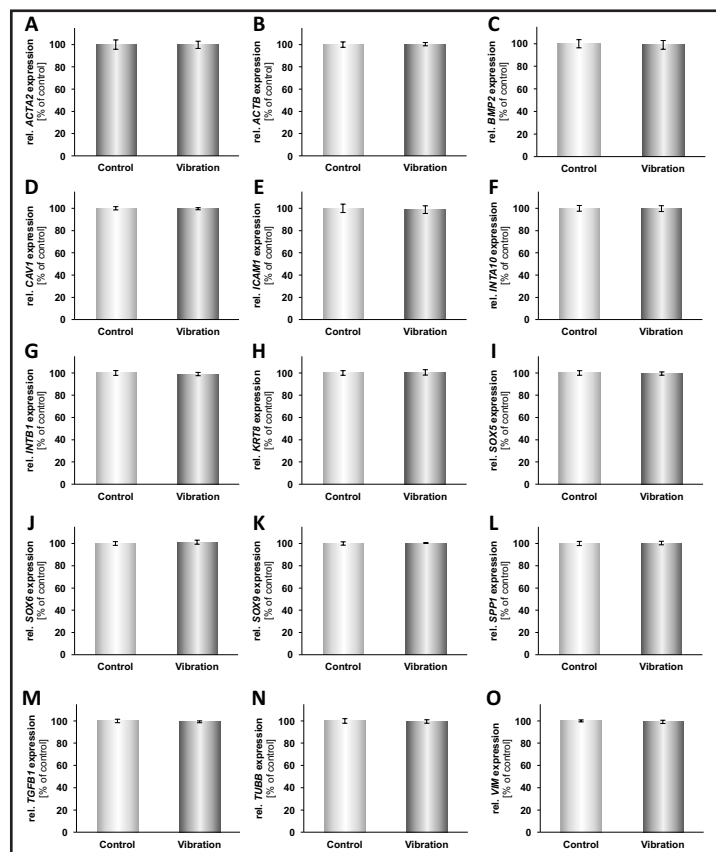 A
rel. ACTA2 expression
[% of control]
100
80
60
40
20
0
Control Vibration
B
rel. ACTB expression
[% of control]
100
80
60
40
20
0
Control Vibration
C
rel. BMP2 expression
[% of control]
100
80
60
40
20
0
Control Vibration
D
rel. CAV1 expression
[% of control]
100
80
60
40
20
0
Control Vibration
E
rel. ICAM1 expression
[% of control]
100
80
60
40
20
0
Control Vibration
F
rel. INTA10 expression
[% of control]
100
80
60
40
20
0
Control Vibration
G
rel. INTB1 expression
[% of control]
100
80
60
40
20
0
Control Vibration
H
rel. KRT8 expression
[% of control]
100
80
60
40
20
0
Control Vibration
I
rel. SOX5 expression
[% of control]
100
80
60
40
20
0
Control Vibration
J
rel. SOX6 expression
[% of control]
100
80
60
40
20
0
Control Vibration
K
rel. SOX9 expression
[% of control]
100
80
60
40
20
0
Control Vibration
L
rel. SPP1 expression
[% of control]
100
80
60
40
20
0
Control Vibration
M
rel. TGFB1 expression
[% of control]
100
80
60
40
20
0
Control Vibration
N
rel. TUBB expression
[% of control]
100
80
60
40
20
0
Control Vibration
O
rel. VIM expression
[% of control]
100
80
60
40
20
0
Control Vibration